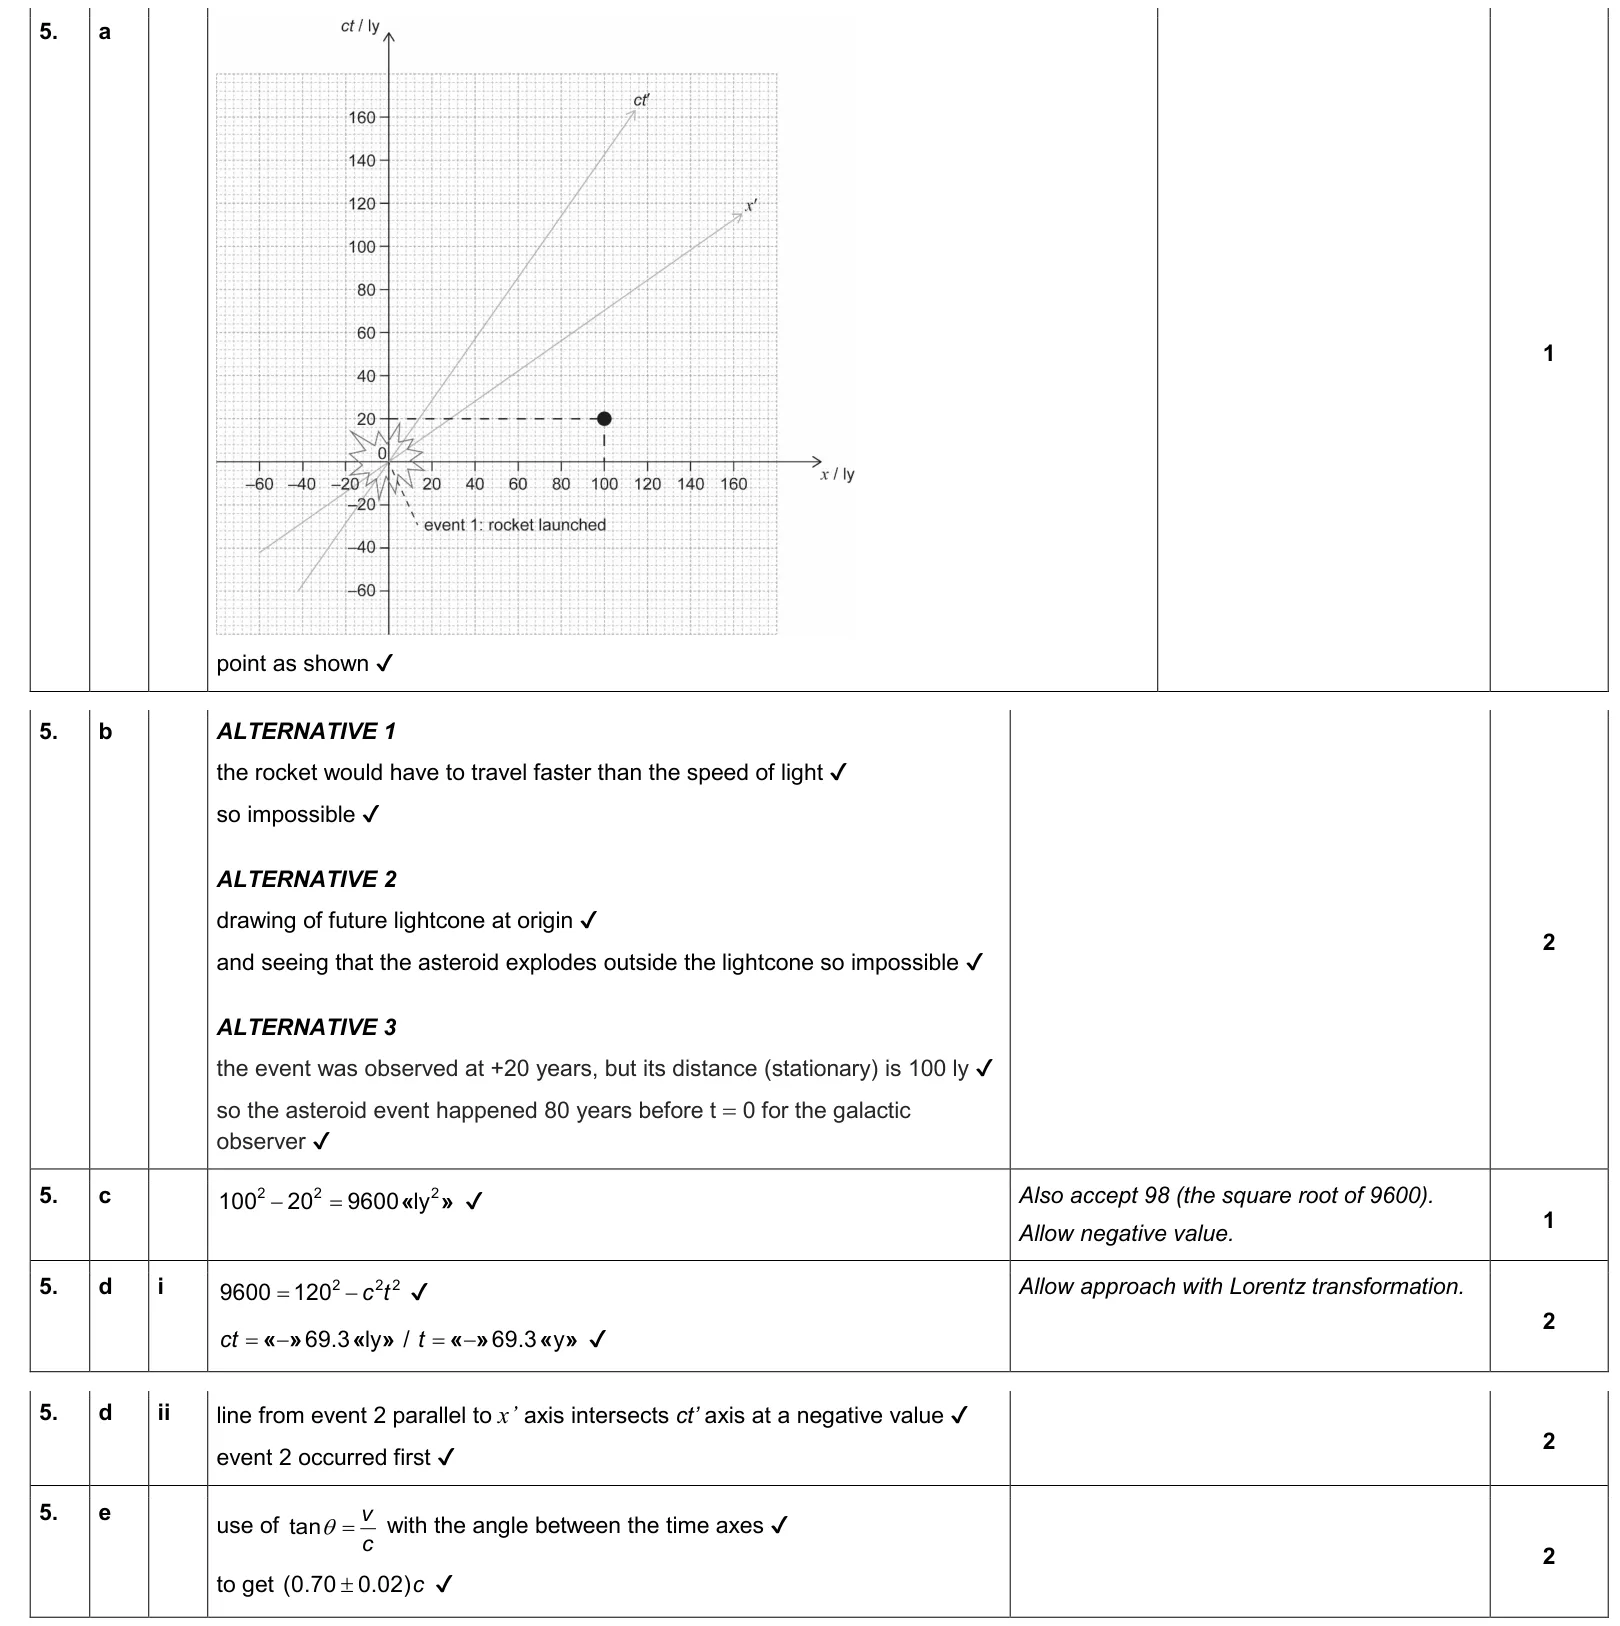 5. a
ct / ly
ct′
160
x′
140
120
100
80
60
40
20
0
–60 –40 –20 20 40 60 80 100 120 140 160
x / ly
–20
event 1: rocket launched
–40
–60
1
point as shown ✓
5. b
ALTERNATIVE 1
the rocket would have to travel faster than the speed of light ✓
so impossible ✓
ALTERNATIVE 2
drawing of future lightcone at origin ✓
and seeing that the asteroid explodes outside the lightcone so impossible ✓
ALTERNATIVE 3
the event was observed at +20 years, but its distance (stationary) is 100 ly ✓
so the asteroid event happened 80 years before t = 0 for the galactic
observer ✓
2
5. c
100² – 20² = 9600 «ly²» ✓
Also accept 98 (the square root of 9600).
Allow negative value.
1
5. d i
9600 = 120² – c²t² ✓
ct = «–» 69.3 «ly» / t = «–» 69.3 «y» ✓
Allow approach with Lorentz transformation.
2
5. d ii
line from event 2 parallel to x’ axis intersects ct’ axis at a negative value ✓
event 2 occurred first ✓
2
5. e
use of tan θ = v/c with the angle between the time axes ✓
to get (0.70 ± 0.02)c ✓
2